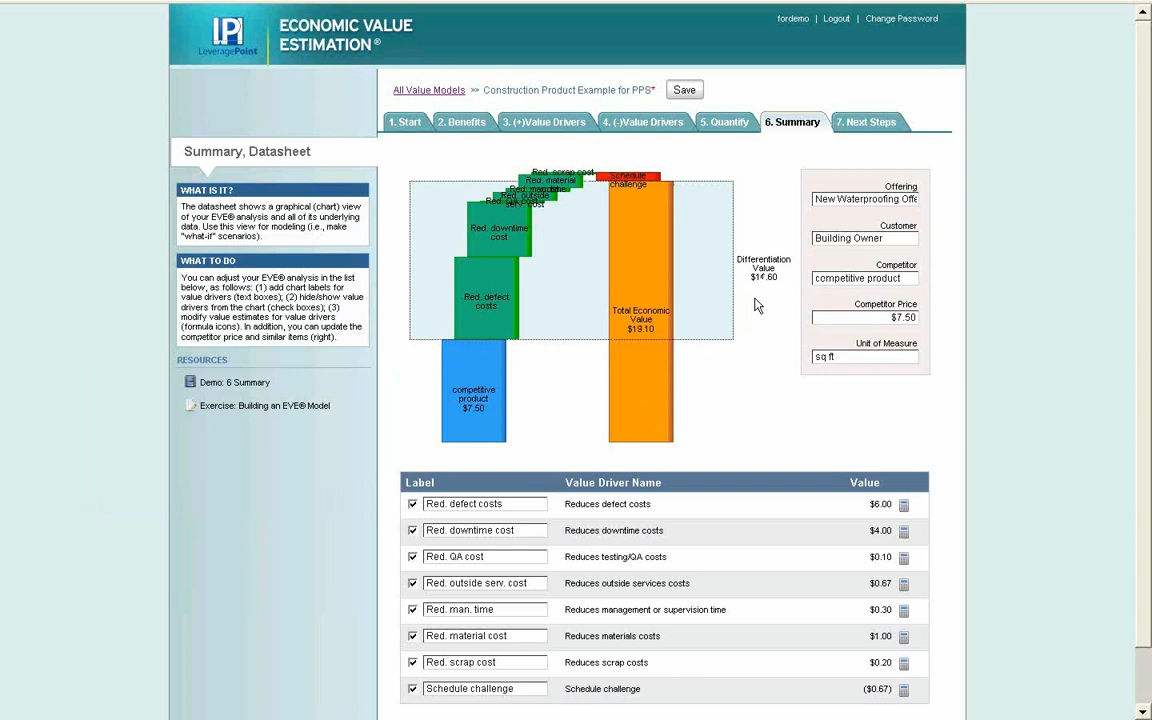 LeveragePoint
ECONOMIC VALUE
ESTIMATION®
fordemo | Logout | Change Password
All Value Models >> Construction Product Example for PPS* Save
1. Start 2. Benefits 3. (+)Value Drivers 4. (-)Value Drivers 5. Quantify 6. Summary 7. Next Steps
Summary, Datasheet
WHAT IS IT?
The datasheet shows a graphical (chart) view
of your EVE® analysis and all of its underlying
data. Use this view for modeling (i.e., make
"what-if" scenarios).
WHAT TO DO
You can adjust your EVE® analysis in the list
below, as follows: (1) add chart labels for
value drivers (text boxes); (2) hide/show value
drivers from the chart (check boxes); (3)
modify value estimates for value drivers
(formula icons). In addition, you can update the
competitor price and similar items (right).
RESOURCES
Demo: 6 Summary
Exercise: Building an EVE® Model
Red. scrap cost
Red. material
Red. outside
serv. cost
Red. QA cost
Red. downtime
cost
Red. defect
costs
competitive
product
$7.50
Schedule
challenge
Total Economic
Value
$19.10
Differentiation
Value
Offering
New Waterproofing Offe
Customer
Building Owner
Competitor
competitive product
Competitor Price
$7.50
Unit of Measure
sq ft
Label Value Driver Name Value
Red. defect costs Reduces defect costs $6.00
Red. downtime cost Reduces downtime costs $4.00
Red. QA cost Reduces testing/QA costs $0.10
Red. outside serv. cost Reduces outside services costs $0.67
Red. man. time Reduces management or supervision time $0.30
Red. material cost Reduces materials costs $1.00
Red. scrap cost Reduces scrap costs $0.20
Schedule challenge Schedule challenge ($0.67)